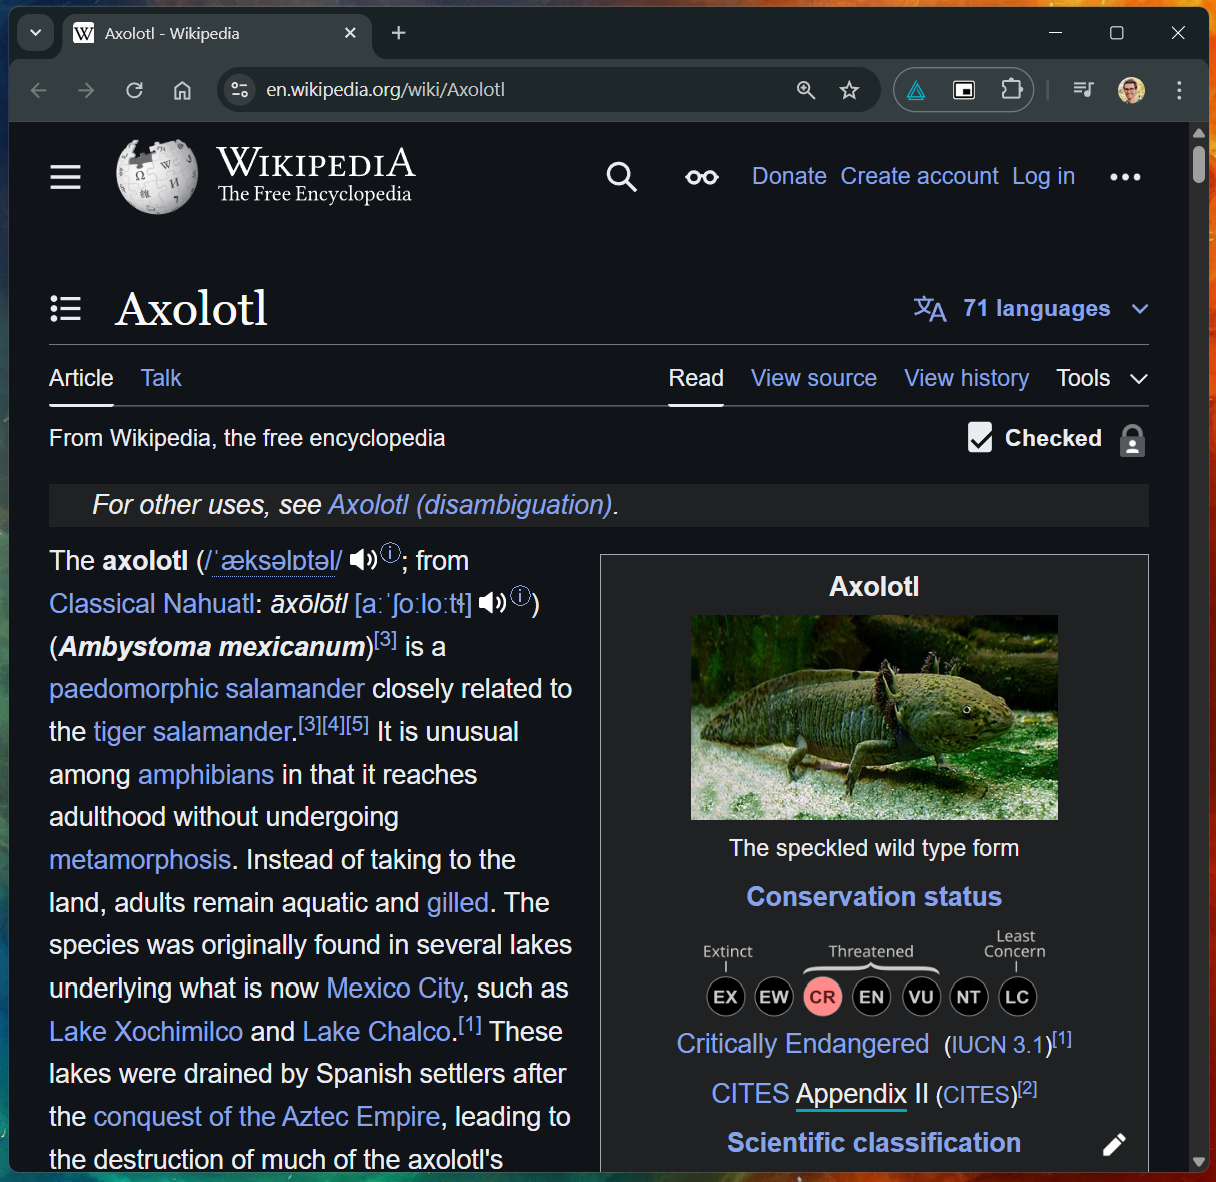 Axolotl - Wikipedia
en.wikipedia.org/wiki/Axolotl
WIKIPEDIA
The Free Encyclopedia
Donate Create account Log in
Axolotl
71 languages
Article Talk Read View source View history Tools
From Wikipedia, the free encyclopedia
Checked
For other uses, see Axolotl (disambiguation).
The axolotl (/ˈæksəlɒtəl/ ⓘ; from
Classical Nahuatl: āxōlōtl [aːˈʃoːloːtɬ] ⓘ)
(Ambystoma mexicanum)[3] is a
paedomorphic salamander closely related to
the tiger salamander.[3][4][5] It is unusual
among amphibians in that it reaches
adulthood without undergoing
metamorphosis. Instead of taking to the
land, adults remain aquatic and gilled. The
species was originally found in several lakes
underlying what is now Mexico City, such as
Lake Xochimilco and Lake Chalco.[1] These
lakes were drained by Spanish settlers after
the conquest of the Aztec Empire, leading to
the destruction of much of the axolotl's
Axolotl
The speckled wild type form
Conservation status
Extinct Threatened Least
Concern
EX EW CR EN VU NT LC
Critically Endangered (IUCN 3.1)[1]
CITES Appendix II (CITES)[2]
Scientific classification